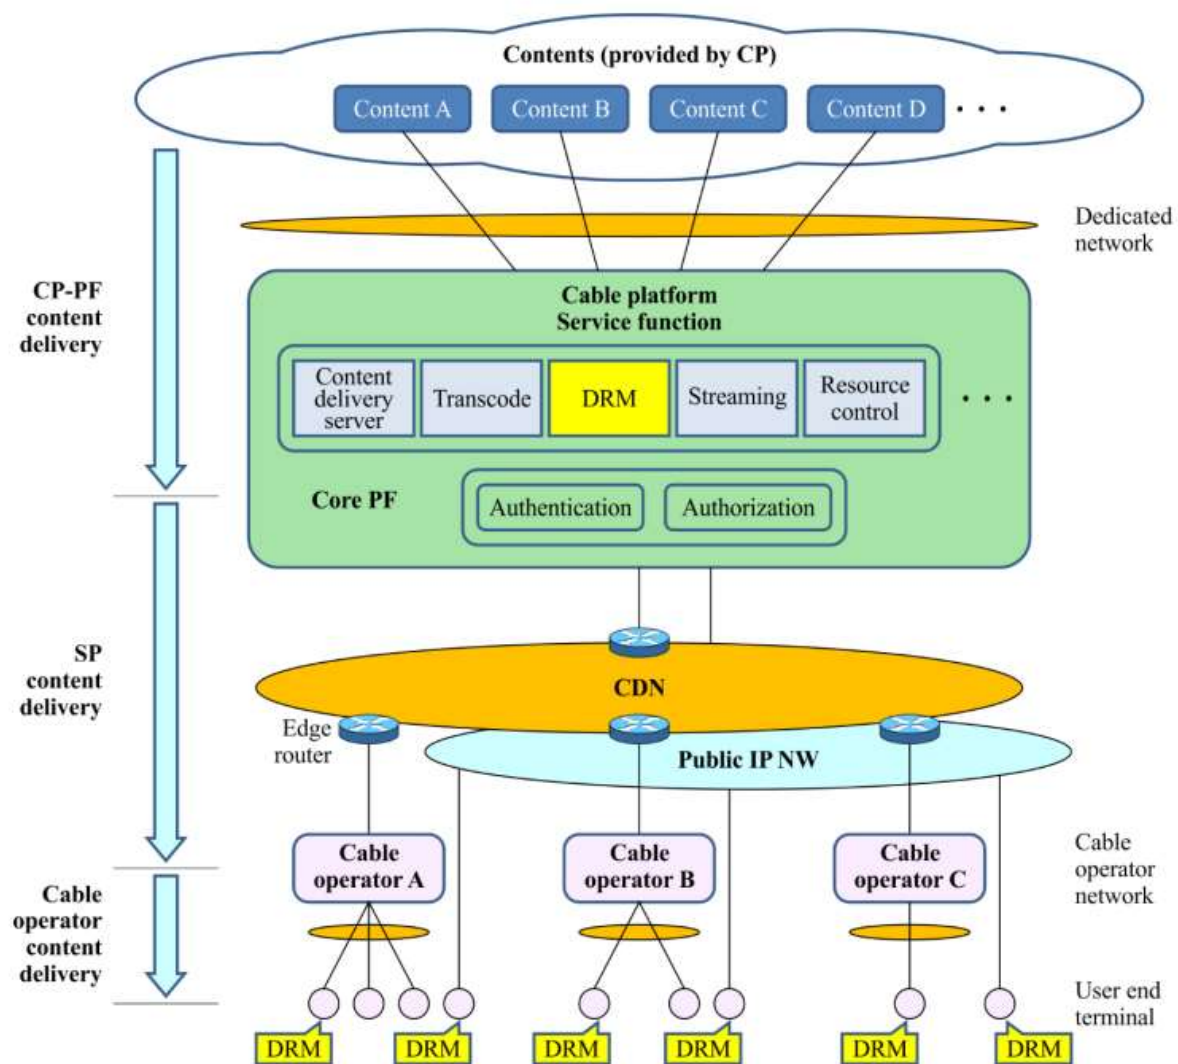 Contents (provided by CP)
Content A
Content B
Content C
Content D
. . .
Dedicated
network
CP-PF
content
delivery
Cable platform
Service function
Content
delivery
server
Transcode
DRM
Streaming
Resource
control
. . .
Core PF
Authentication
Authorization
SP
content
delivery
CDN
Edge
router
Public IP NW
Cable
operator A
Cable
operator B
Cable
operator C
Cable
operator
network
Cable
operator
content
delivery
User end
terminal
DRM
DRM
DRM
DRM
DRM
DRM